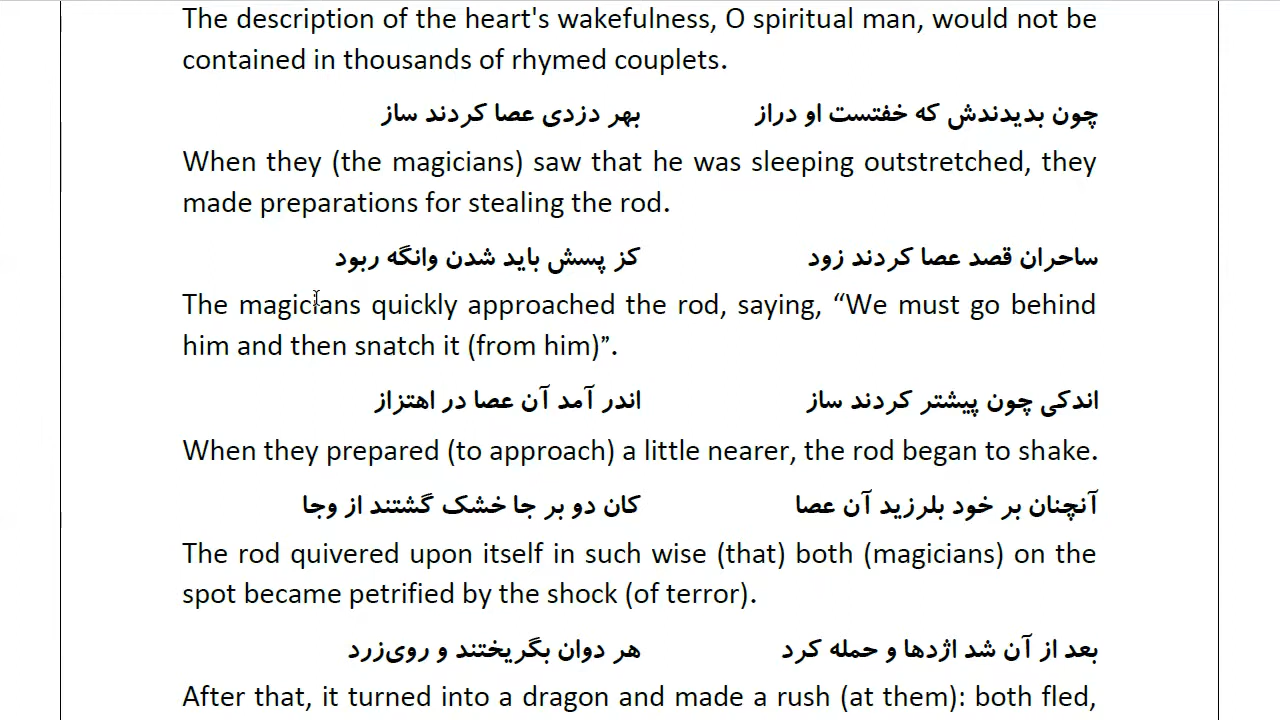 The description of the heart's wakefulness, O spiritual man, would not be
contained in thousands of rhymed couplets.
چون بدیدندش که خفتست او دراز بهر دزدی عصا کردند ساز
When they (the magicians) saw that he was sleeping outstretched, they
made preparations for stealing the rod.
ساحران قصد عصا کردند زود کز پسش باید شدن وانگه ربود
The magicians quickly approached the rod, saying, “We must go behind
him and then snatch it (from him)”.
اندکی چون پیشتر کردند ساز اندر آمد آن عصا در اهتزاز
When they prepared (to approach) a little nearer, the rod began to shake.
آنچنان بر خود بلرزید آن عصا کان دو بر جا خشک گشتند از وجا
The rod quivered upon itself in such wise (that) both (magicians) on the
spot became petrified by the shock (of terror).
بعد از آن شد اژدها و حمله کرد هر دوان بگریختند و روی‌زرد
After that, it turned into a dragon and made a rush (at them): both fled,